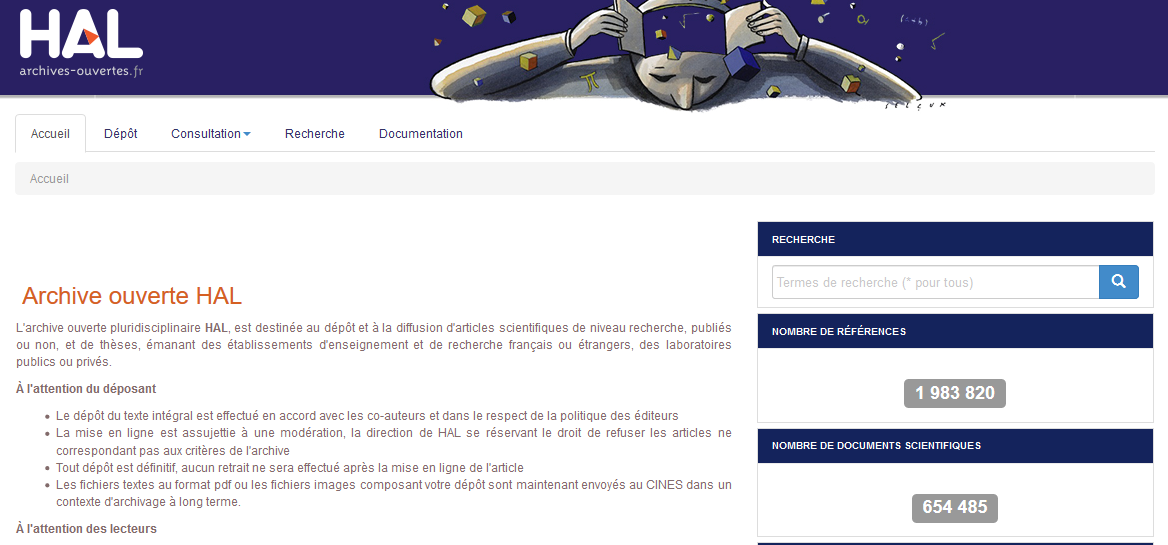 HAL
archives-ouvertes.fr
π
Accueil
Dépôt
Consultation
Recherche
Documentation
Accueil
Archive ouverte HAL
L'archive ouverte pluridisciplinaire HAL, est destinée au dépôt et à la diffusion d'articles scientifiques de niveau recherche, publiés
ou non, et de thèses, émanant des établissements d'enseignement et de recherche français ou étrangers, des laboratoires
publics ou privés.
À l'attention du déposant
Le dépôt du texte intégral est effectué en accord avec les co-auteurs et dans le respect de la politique des éditeurs
La mise en ligne est assujettie à une modération, la direction de HAL se réservant le droit de refuser les articles ne
correspondant pas aux critères de l'archive
Tout dépôt est définitif, aucun retrait ne sera effectué après la mise en ligne de l'article
Les fichiers textes au format pdf ou les fichiers images composant votre dépôt sont maintenant envoyés au CINES dans un
contexte d'archivage à long terme.
À l'attention des lecteurs
RECHERCHE
Termes de recherche (* pour tous)
NOMBRE DE RÉFÉRENCES
1 983 820
NOMBRE DE DOCUMENTS SCIENTIFIQUES
654 485